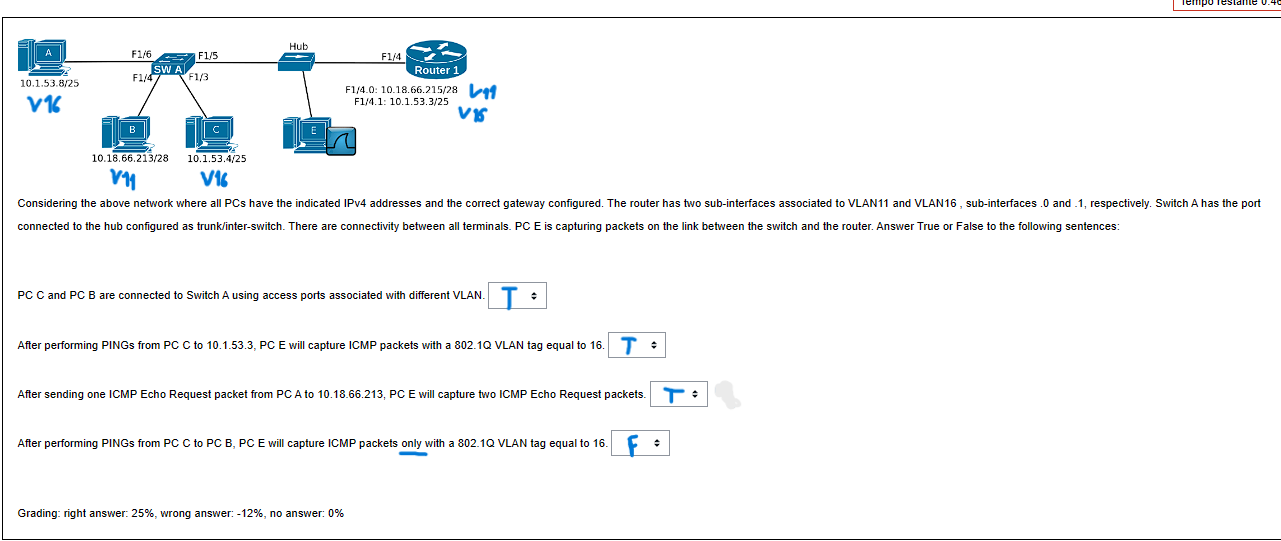 Tempo restante 0:46
A
F1/6
SW A
F1/5
Hub
F1/4
Router 1
10.1.53.8/25
F1/4
F1/3
F1/4.0: 10.18.66.215/28
V11
F1/4.1: 10.1.53.3/25
V16
V16
B
C
E
10.18.66.213/28
10.1.53.4/25
V11
V16
Considering the above network where all PCs have the indicated IPv4 addresses and the correct gateway configured. The router has two sub-interfaces associated to VLAN11 and VLAN16 , sub-interfaces .0 and .1, respectively. Switch A has the port
connected to the hub configured as trunk/inter-switch. There are connectivity between all terminals. PC E is capturing packets on the link between the switch and the router. Answer True or False to the following sentences:
PC C and PC B are connected to Switch A using access ports associated with different VLAN. T
After performing PINGs from PC C to 10.1.53.3, PC E will capture ICMP packets with a 802.1Q VLAN tag equal to 16. T
After sending one ICMP Echo Request packet from PC A to 10.18.66.213, PC E will capture two ICMP Echo Request packets. T
After performing PINGs from PC C to PC B, PC E will capture ICMP packets only with a 802.1Q VLAN tag equal to 16. F
Grading: right answer: 25%, wrong answer: -12%, no answer: 0%